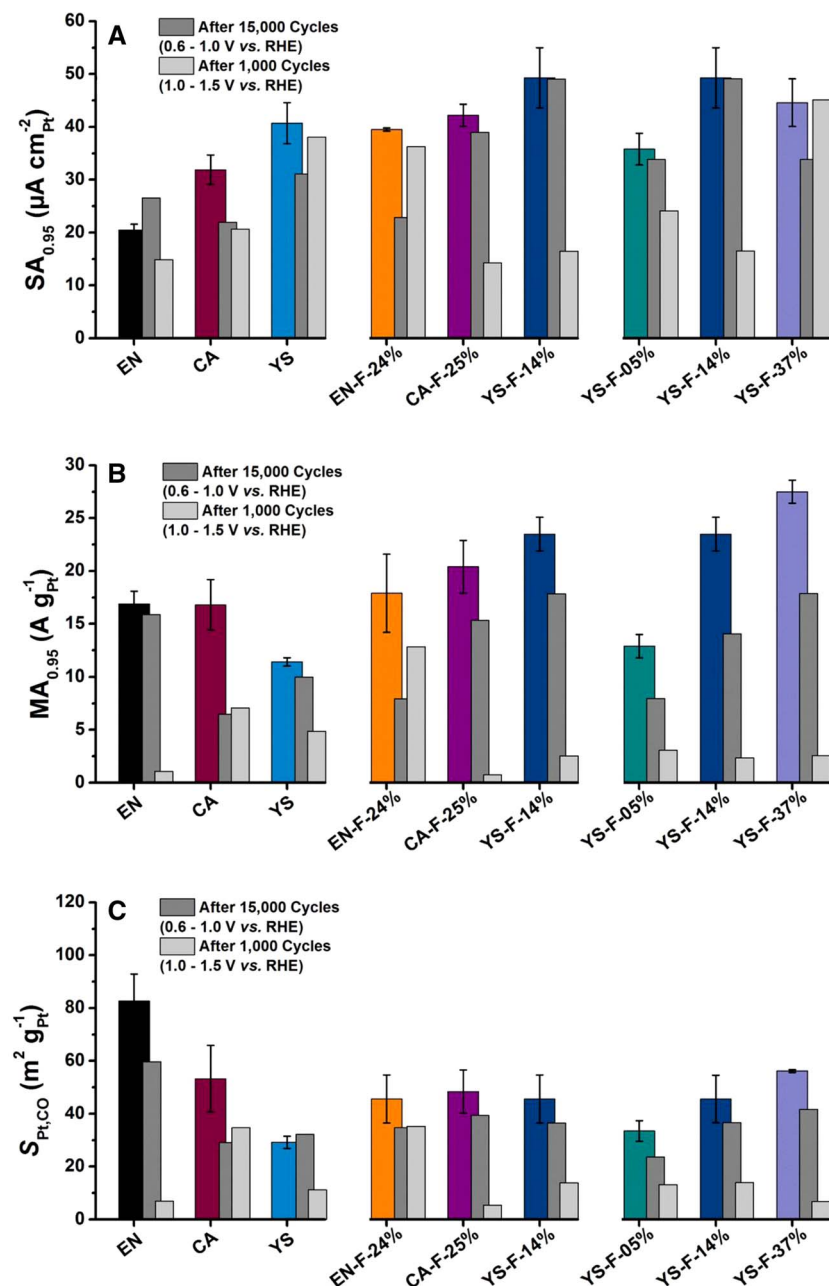 A
After 15,000 Cycles
(0.6 - 1.0 V vs. RHE)
After 1,000 Cycles
(1.0 - 1.5 V vs. RHE)
SA0.95 (µA cm-2Pt)
60
50
40
30
20
10
0
EN
CA
YS
EN-F-24%
CA-F-25%
YS-F-14%
YS-F-05%
YS-F-14%
YS-F-37%
B
After 15,000 Cycles
(0.6 - 1.0 V vs. RHE)
After 1,000 Cycles
(1.0 - 1.5 V vs. RHE)
MA0.95 (A g-1Pt)
30
25
20
15
10
5
0
EN
CA
YS
EN-F-24%
CA-F-25%
YS-F-14%
YS-F-05%
YS-F-14%
YS-F-37%
C
After 15,000 Cycles
(0.6 - 1.0 V vs. RHE)
After 1,000 Cycles
(1.0 - 1.5 V vs. RHE)
SPt,CO (m2 g-1Pt)
120
100
80
60
40
20
0
EN
CA
YS
EN-F-24%
CA-F-25%
YS-F-14%
YS-F-05%
YS-F-14%
YS-F-37%